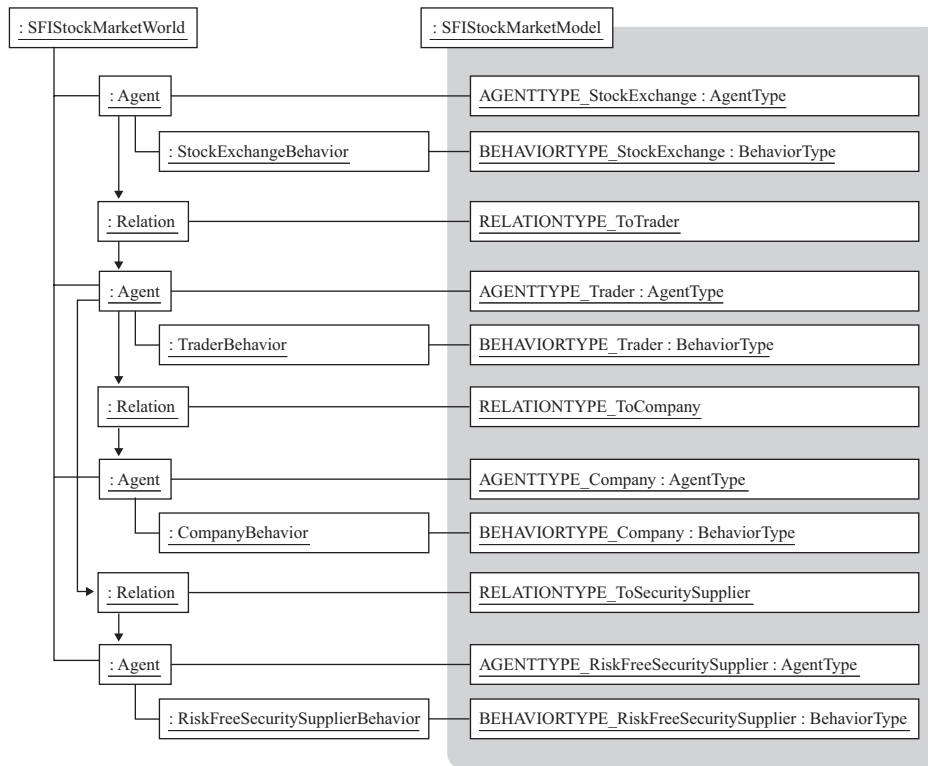 : SFIStockMarketWorld
: SFIStockMarketModel
: Agent
AGENTTYPE_StockExchange : AgentType
: StockExchangeBehavior
BEHAVIORTYPE_StockExchange : BehaviorType
: Relation
RELATIONTYPE_ToTrader
: Agent
AGENTTYPE_Trader : AgentType
: TraderBehavior
BEHAVIORTYPE_Trader : BehaviorType
: Relation
RELATIONTYPE_ToCompany
: Agent
AGENTTYPE_Company : AgentType
: CompanyBehavior
BEHAVIORTYPE_Company : BehaviorType
: Relation
RELATIONTYPE_ToSecuritySupplier
: Agent
AGENTTYPE_RiskFreeSecuritySupplier : AgentType
: RiskFreeSecuritySupplierBehavior
BEHAVIORTYPE_RiskFreeSecuritySupplier : BehaviorType